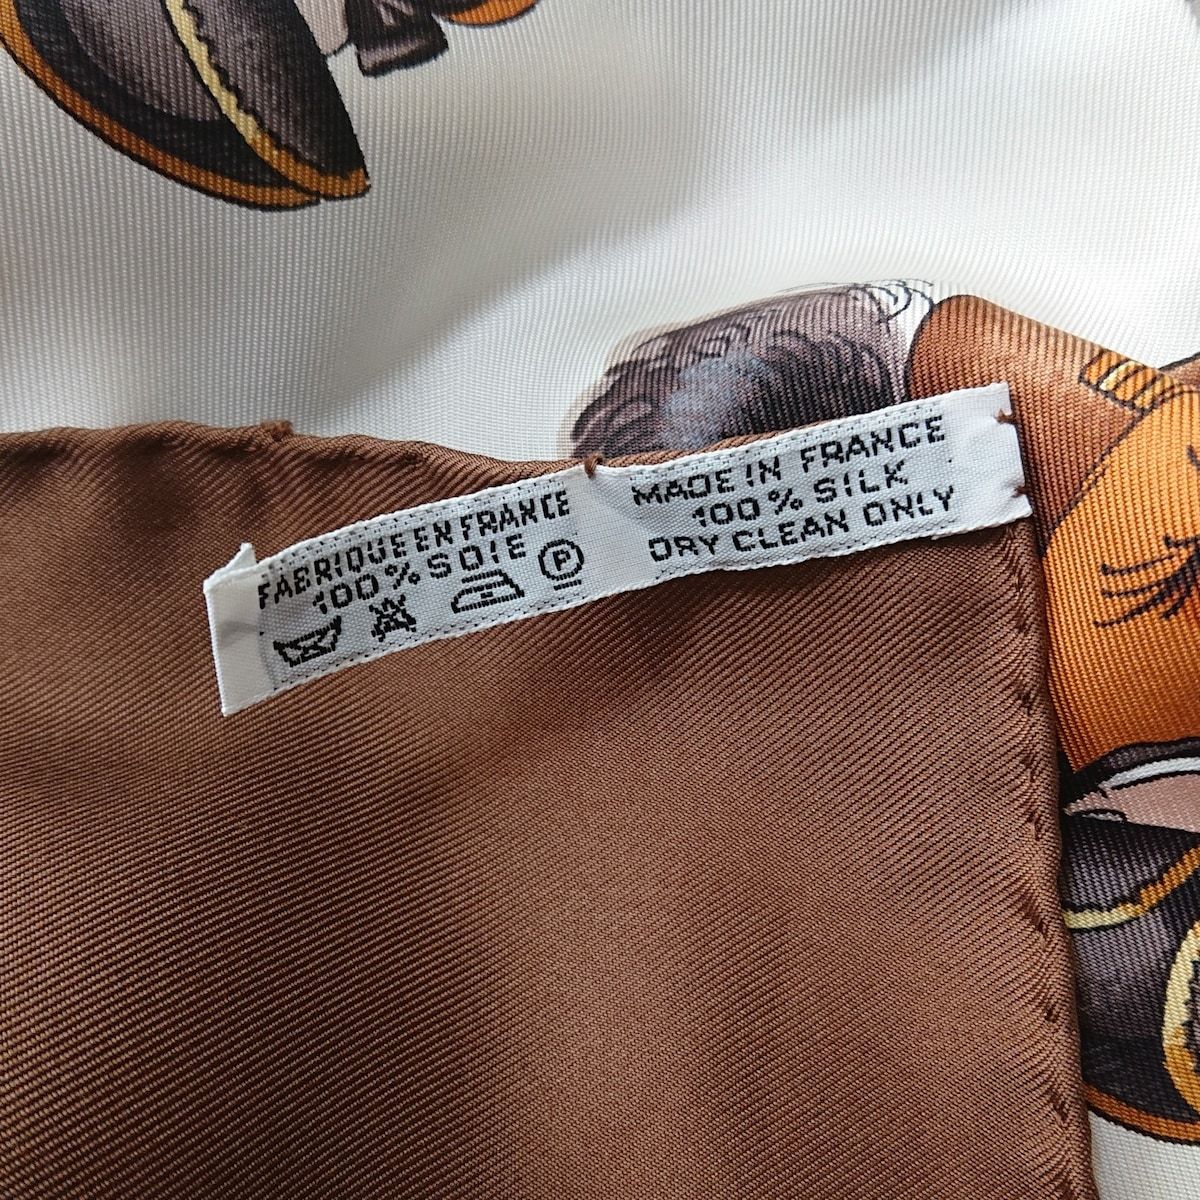 FABRIQUE EN FRANCE
100% SOIE
P
MADE IN FRANCE
100% SILK
DRY CLEAN ONLY